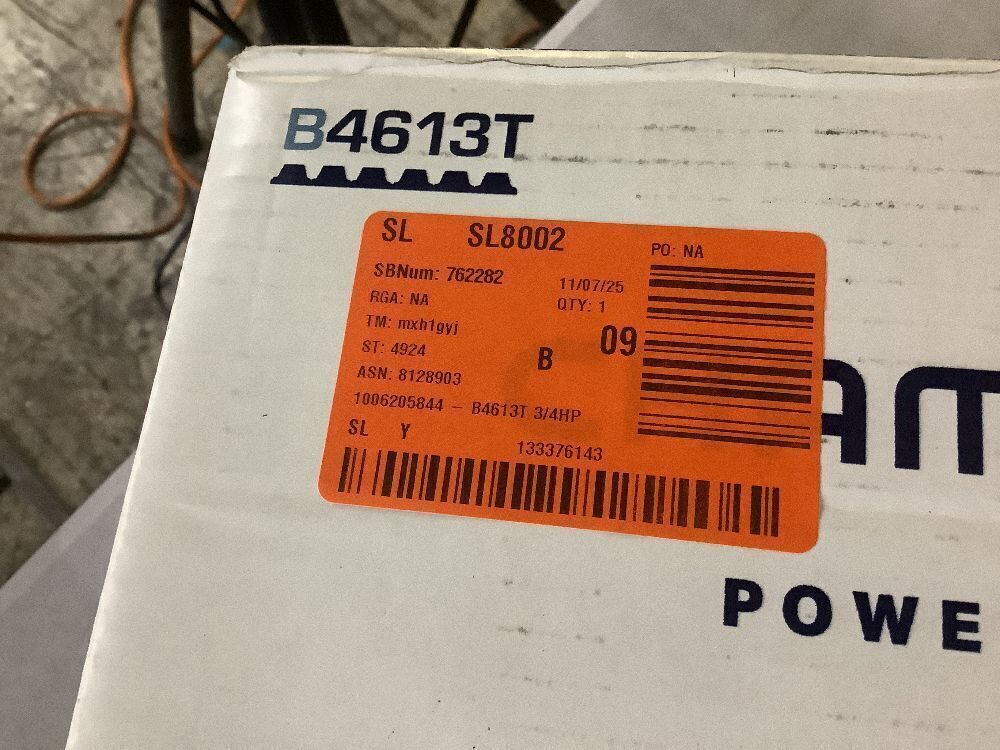 B4613T
SL SL8002
PO: NA
SBNum: 762282
11/07/25
RGA: NA
QTY: 1
TM: mxh1gyj
09
ST: 4924
B
ASN: 8128903
1006205844 - B4613T 3/4HP
SL Y
133376143
AM
POWE